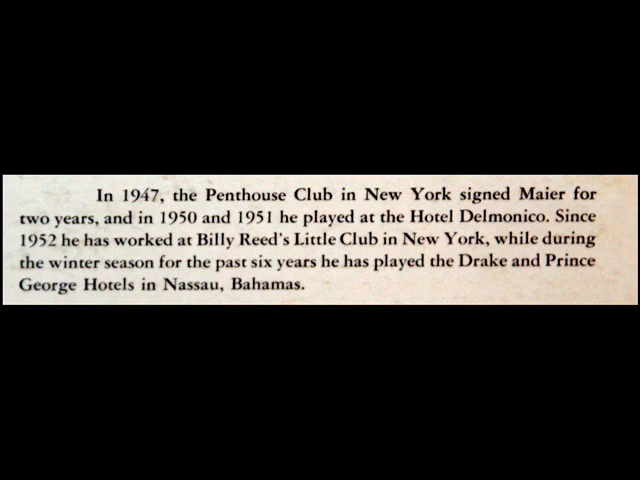 In 1947, the Penthouse Club in New York signed Maier for
two years, and in 1950 and 1951 he played at the Hotel Delmonico. Since
1952 he has worked at Billy Reed's Little Club in New York, while during
the winter season for the past six years he has played the Drake and Prince
George Hotels in Nassau, Bahamas.